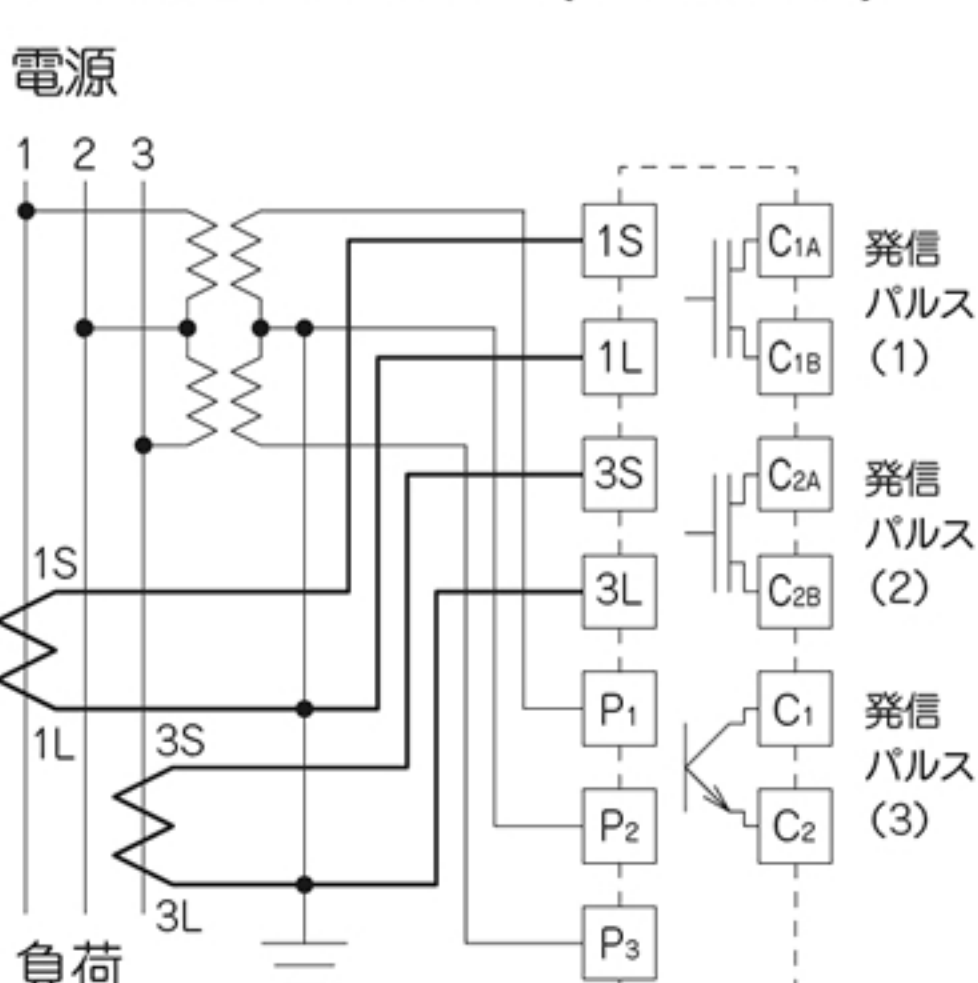 電源
1 2 3
1S C1A 発信
パルス
1L C1B (1)
3S C2A 発信
パルス
1S
3L C2B (2)
P1 C1 発信
1L 3S
パルス
P2 C2 (3)
3L
P3
負荷